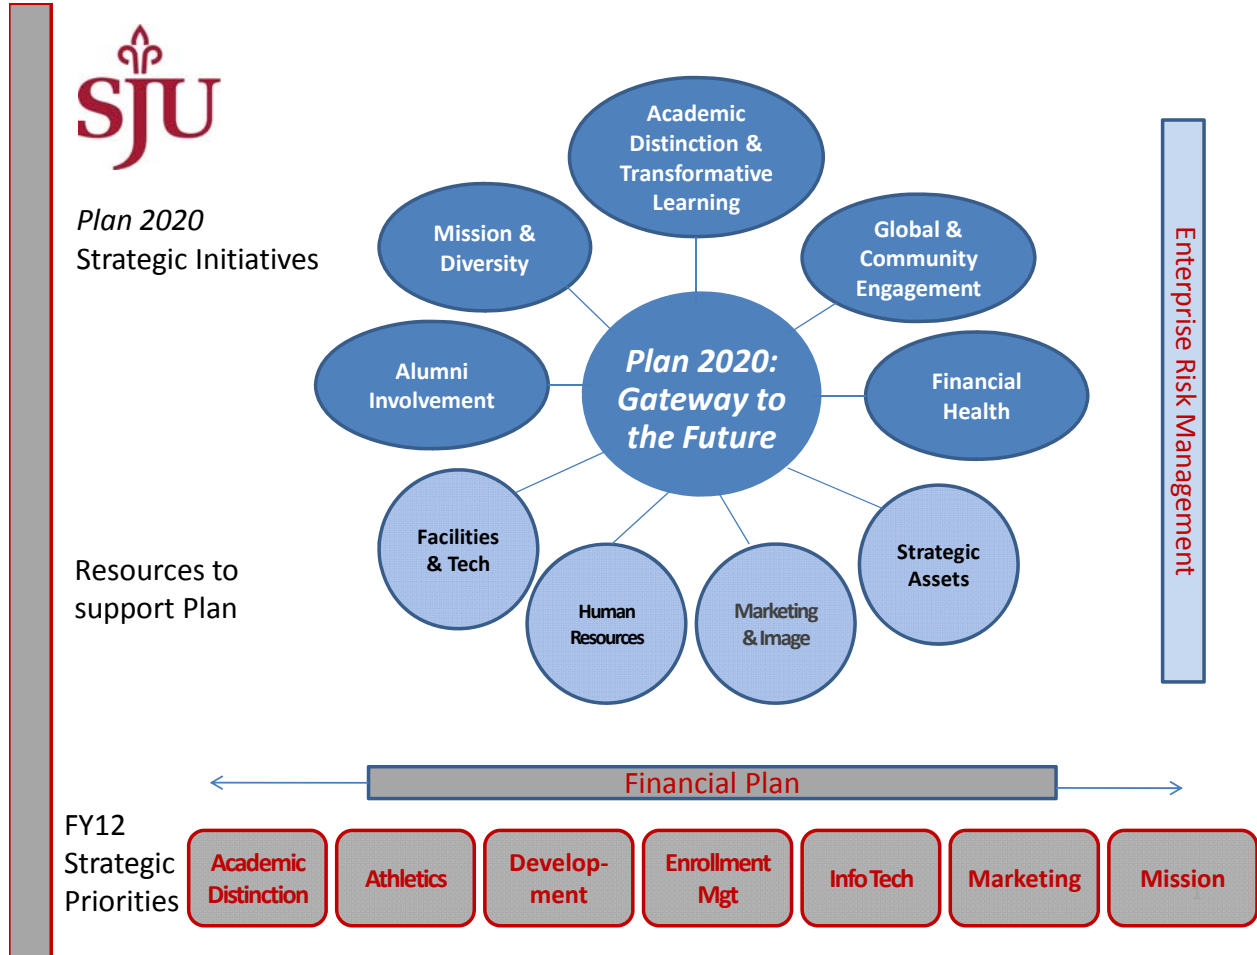 SJU
Plan 2020
Strategic Initiatives
Academic
Distinction &
Transformative
Learning
Mission &
Diversity
Global &
Community
Engagement
Alumni
Involvement
Plan 2020:
Gateway to
the Future
Financial
Health
Enterprise Risk Management
Resources to
support Plan
Facilities
& Tech
Human
Resources
Marketing
& Image
Strategic
Assets
Financial Plan
FY12
Strategic
Priorities
Academic
Distinction
Athletics
Develop-
ment
Enrollment
Mgt
Info Tech
Marketing
Mission
1